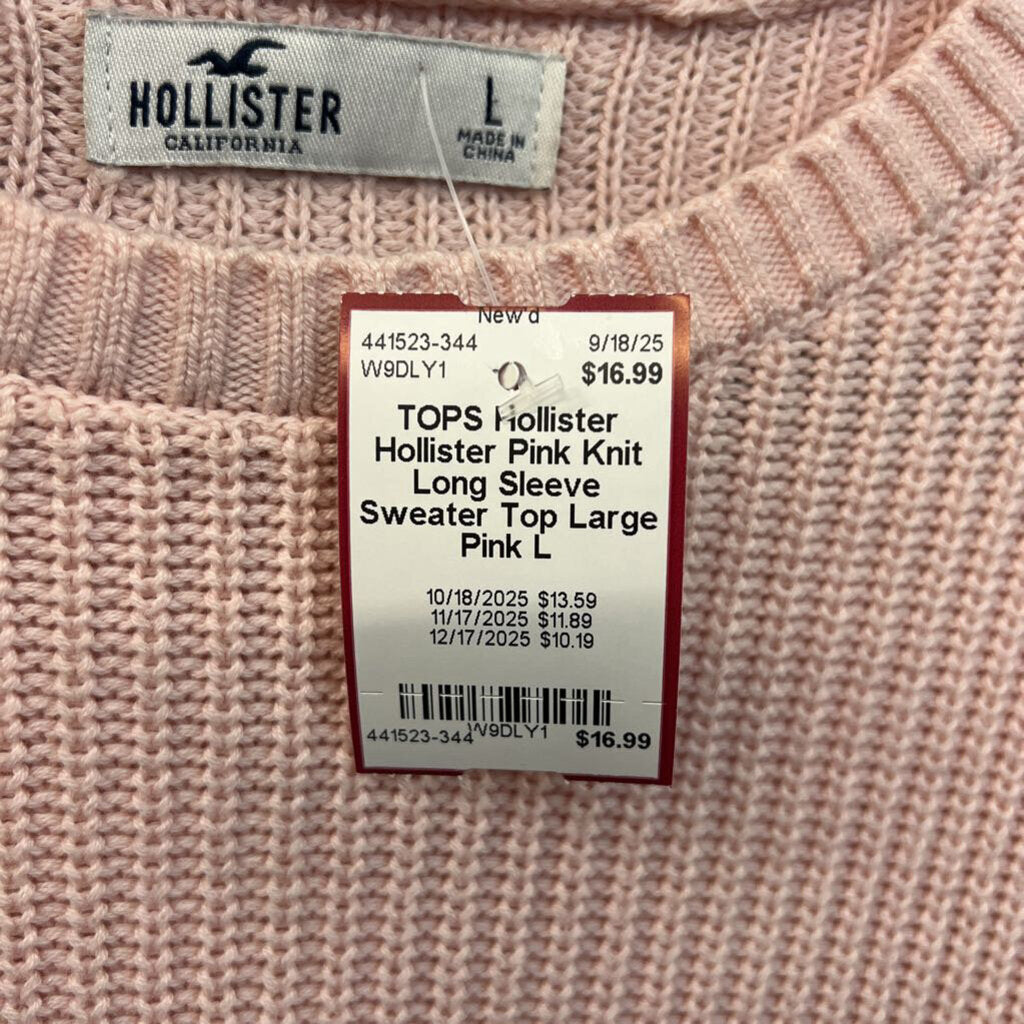 HOLLISTER
CALIFORNIA
L
MADE IN
CHINA
New'd
441523-344 9/18/25
W9DLY1 $16.99
TOPS Hollister
Hollister Pink Knit
Long Sleeve
Sweater Top Large
Pink L
10/18/2025 $13.59
11/17/2025 $11.89
12/17/2025 $10.19
441523-344 W9DLY1 $16.99